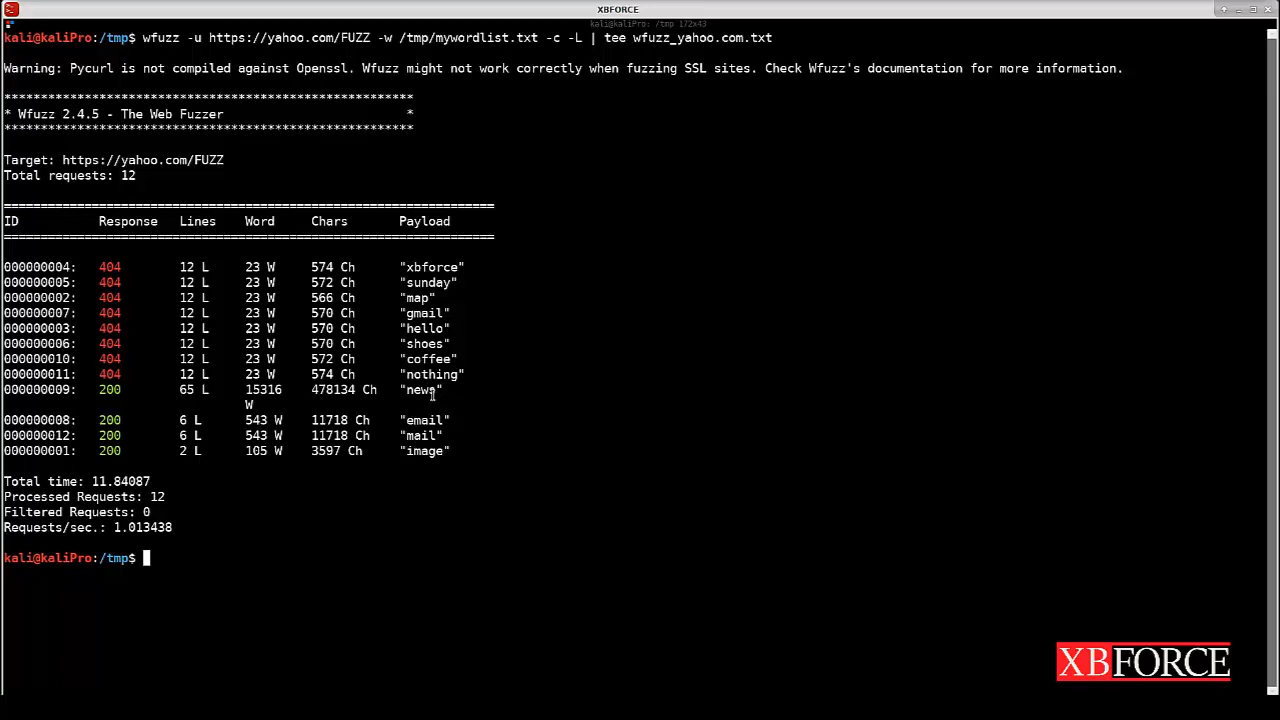 XBFORCE
kali@kaliPro: /tmp 172x43
kali@kaliPro:/tmp$ wfuzz -u https://yahoo.com/FUZZ -w /tmp/mywordlist.txt -c -L | tee wfuzz_yahoo.com.txt
Warning: Pycurl is not compiled against Openssl. Wfuzz might not work correctly when fuzzing SSL sites. Check Wfuzz's documentation for more information.
********************************************************
* Wfuzz 2.4.5 - The Web Fuzzer                         *
********************************************************
Target: https://yahoo.com/FUZZ
Total requests: 12
===================================================================
ID           Response   Lines    Word     Chars       Payload
===================================================================
000000004:   404        12 L     23 W     574 Ch      "xbforce"
000000005:   404        12 L     23 W     572 Ch      "sunday"
000000002:   404        12 L     23 W     566 Ch      "map"
000000007:   404        12 L     23 W     570 Ch      "gmail"
000000003:   404        12 L     23 W     570 Ch      "hello"
000000006:   404        12 L     23 W     570 Ch      "shoes"
000000010:   404        12 L     23 W     572 Ch      "coffee"
000000011:   404        12 L     23 W     574 Ch      "nothing"
000000009:   200        65 L     15316    478134 Ch   "news"
W
000000008:   200        6 L      543 W    11718 Ch    "email"
000000012:   200        6 L      543 W    11718 Ch    "mail"
000000001:   200        2 L      105 W    3597 Ch     "image"
Total time: 11.84087
Processed Requests: 12
Filtered Requests: 0
Requests/sec.: 1.013438
kali@kaliPro:/tmp$
XBFORCE